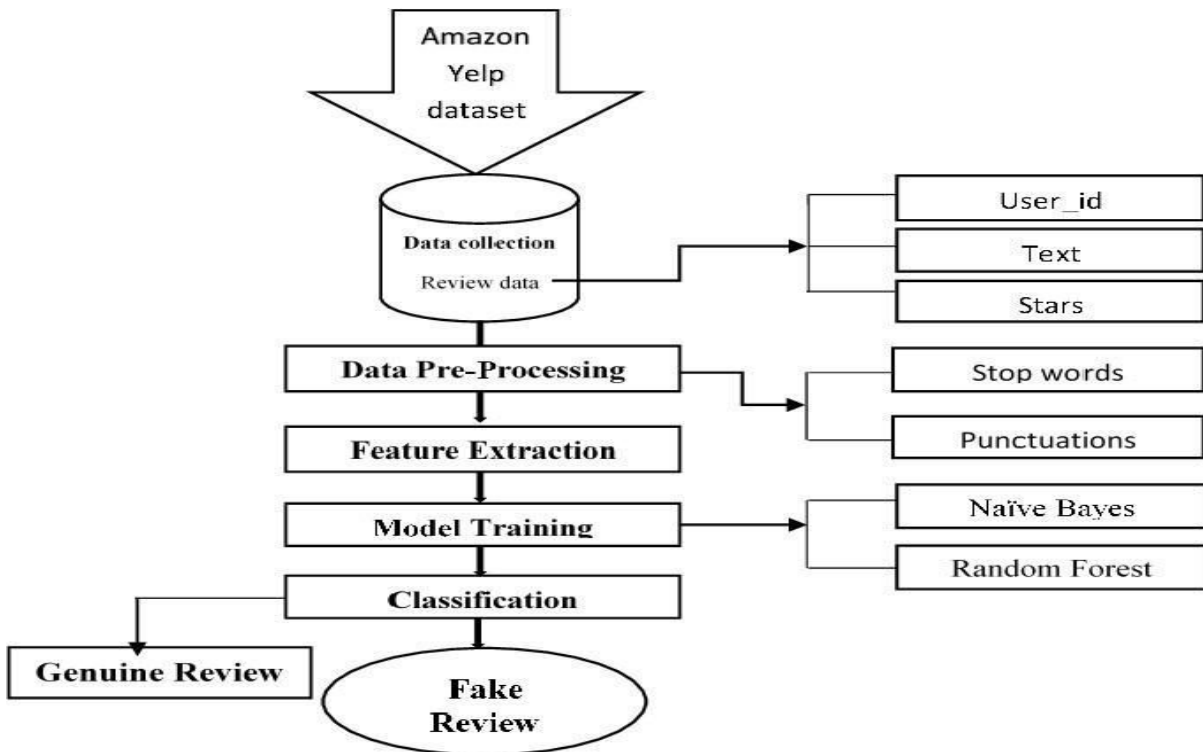 Amazon
Yelp
dataset
Data collection
Review data
User_id
Text
Stars
Data Pre-Processing
Stop words
Punctuations
Feature Extraction
Model Training
Naïve Bayes
Random Forest
Classification
Genuine Review
Fake
Review